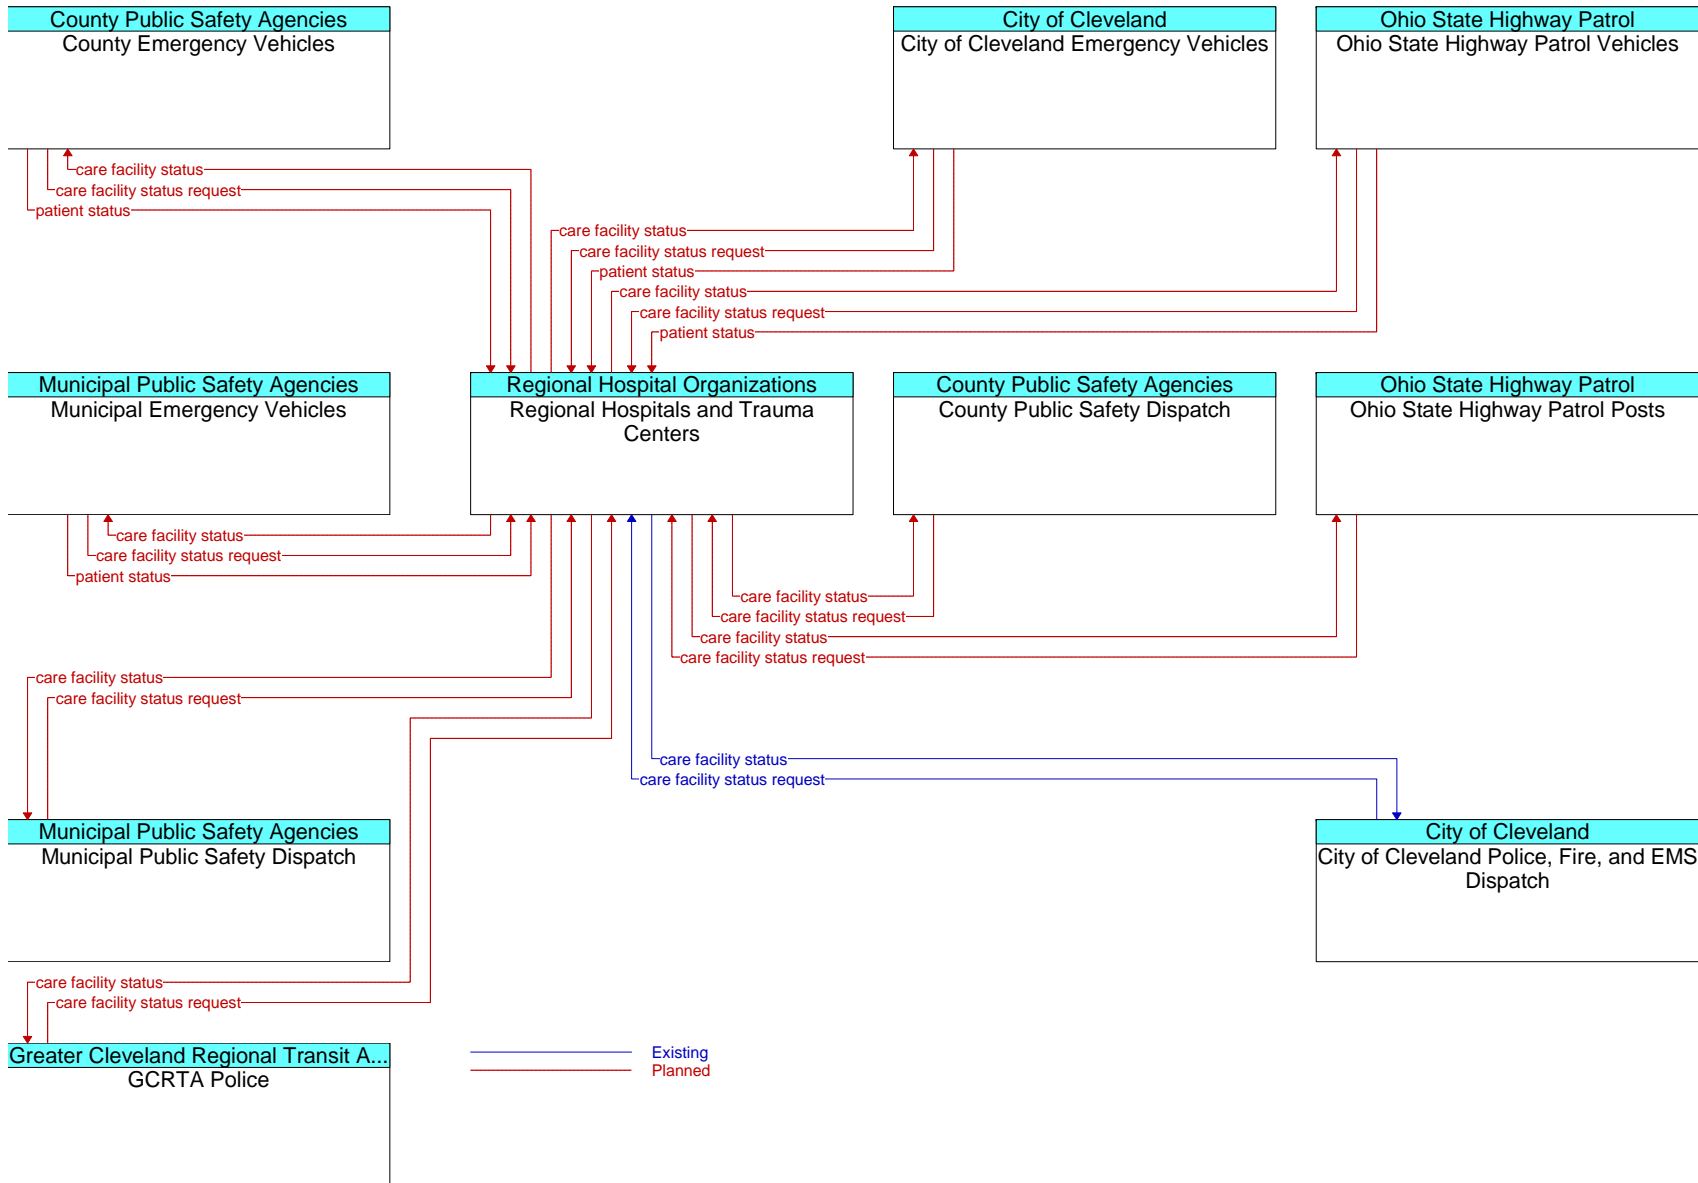 County Public Safety Agencies
County Emergency Vehicles
City of Cleveland
City of Cleveland Emergency Vehicles
Ohio State Highway Patrol
Ohio State Highway Patrol Vehicles
care facility status
care facility status request
patient status
care facility status
care facility status request
patient status
care facility status
care facility status request
patient status
Municipal Public Safety Agencies
Municipal Emergency Vehicles
Regional Hospital Organizations
Regional Hospitals and Trauma
Centers
County Public Safety Agencies
County Public Safety Dispatch
Ohio State Highway Patrol
Ohio State Highway Patrol Posts
care facility status
care facility status request
patient status
care facility status
care facility status request
care facility status
care facility status request
care facility status
care facility status request
care facility status
care facility status request
Municipal Public Safety Agencies
Municipal Public Safety Dispatch
City of Cleveland
City of Cleveland Police, Fire, and EMS
Dispatch
care facility status
care facility status request
Greater Cleveland Regional Transit A...
GCRTA Police
Existing
Planned